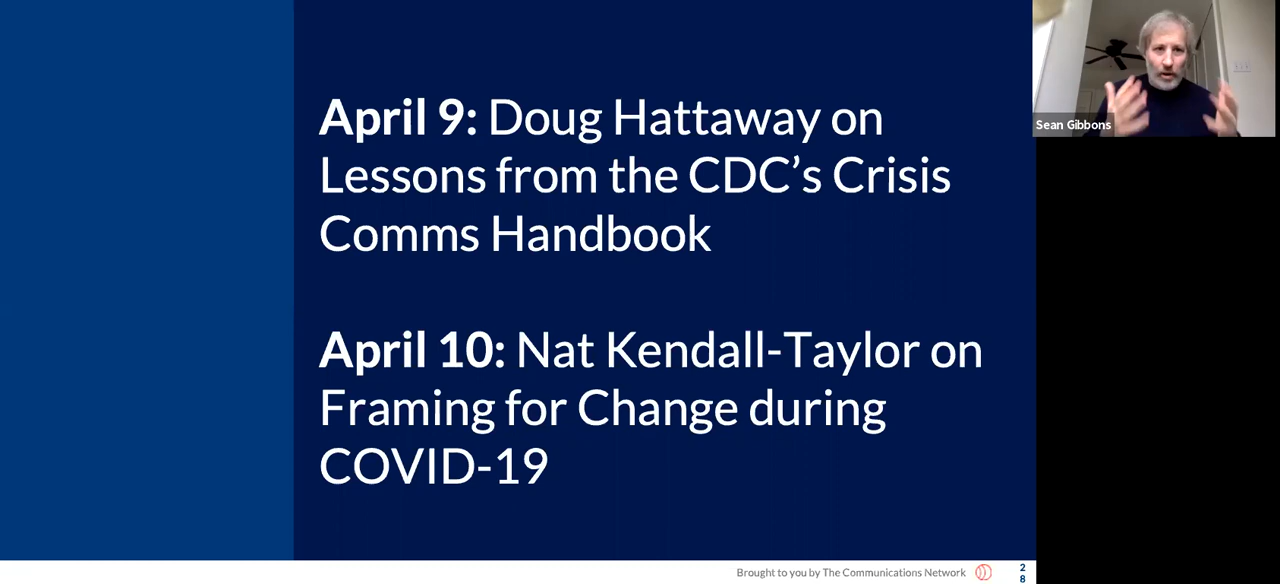 April 9: Doug Hattaway on
Lessons from the CDC’s Crisis
Comms Handbook
April 10: Nat Kendall-Taylor on
Framing for Change during
COVID-19
Sean Gibbons
Brought to you by The Communications Network
2
8